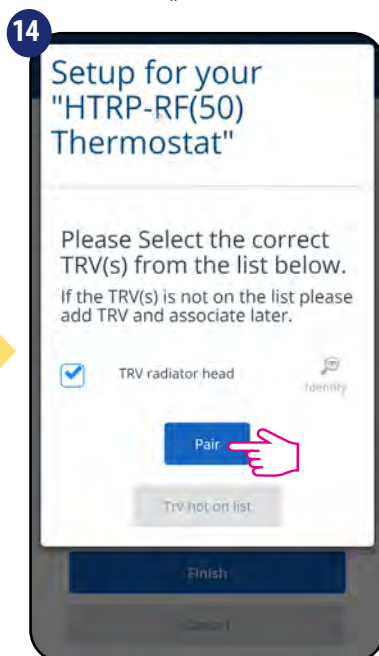 14
Setup for your
"HTRP-RF(50)
Thermostat"
Please Select the correct
TRV(s) from the list below.
If the TRV(s) is not on the list please
add TRV and associate later.
TRV radiator head
Identify
Pair
Trv not on list
Finish
Cancel